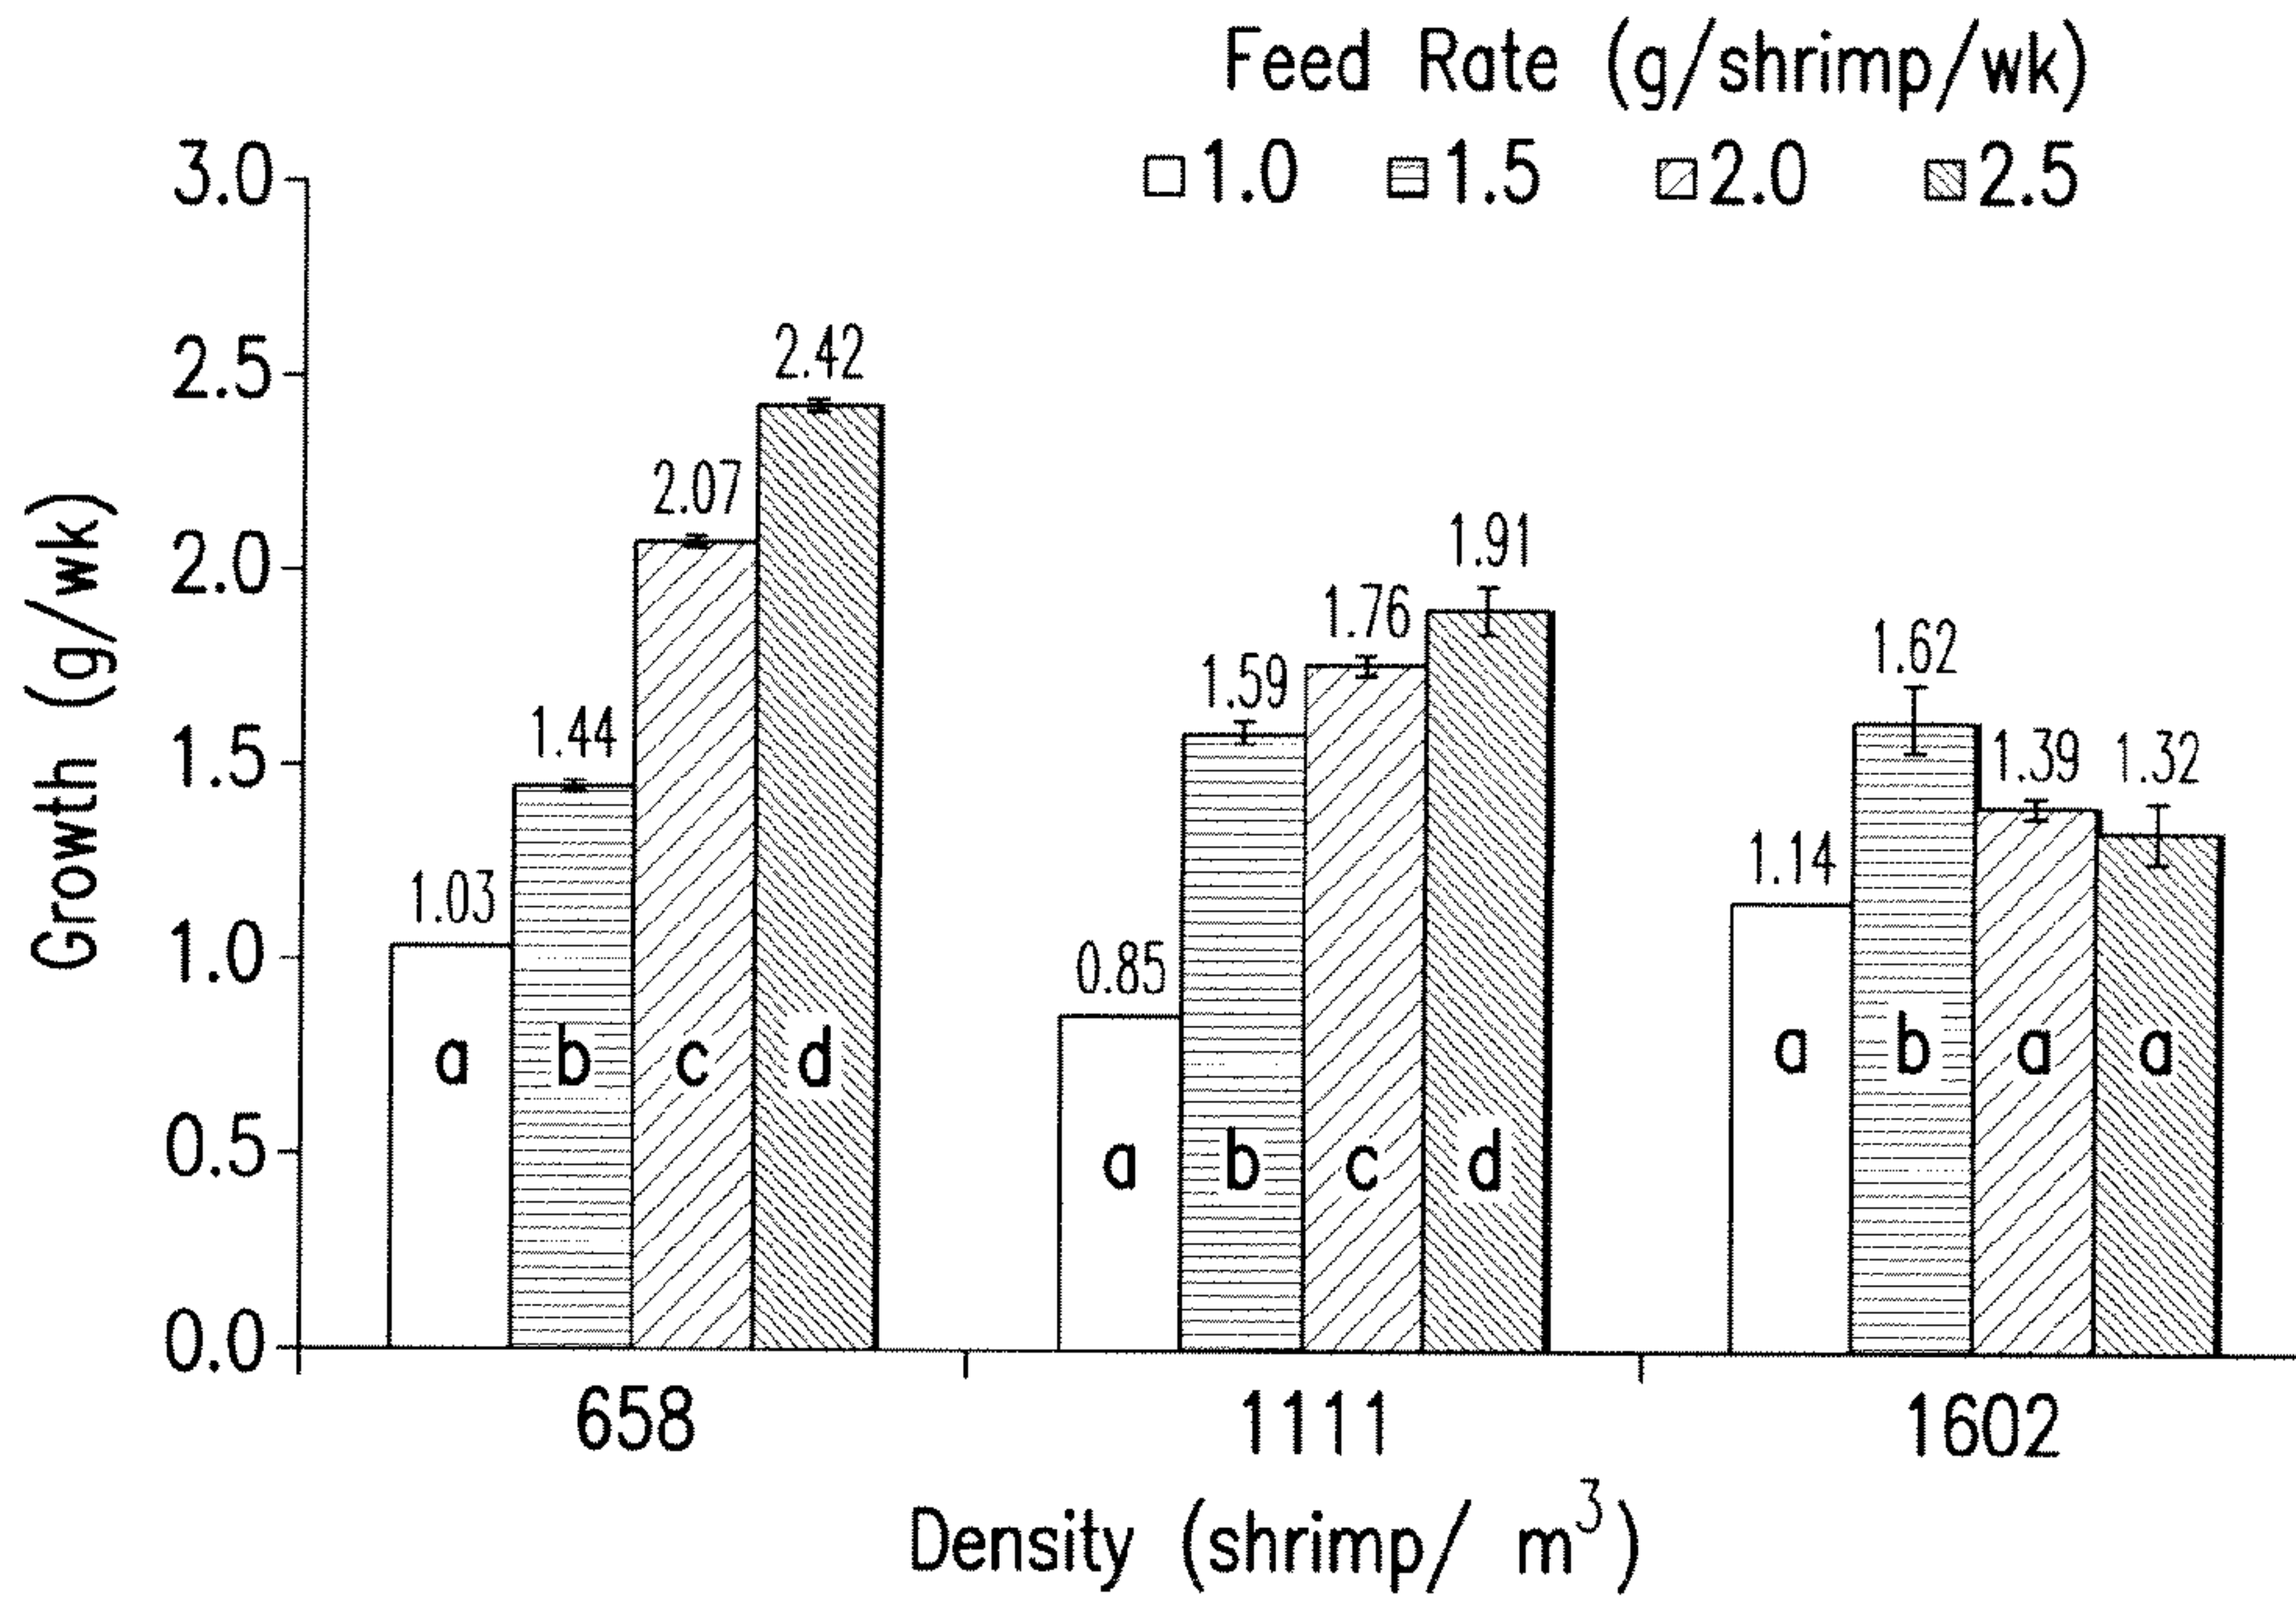 Feed Rate (g/shrimp/wk)
1.0 1.5 2.0 2.5
Growth (g/wk)
3.0
2.5
2.0
1.5
1.0
0.5
0.0
1.03 1.44 2.07 2.42
a b c d
0.85 1.59 1.76 1.91
a b c d
1.14 1.62 1.39 1.32
a b a a
658 1111 1602
Density (shrimp/ m³)